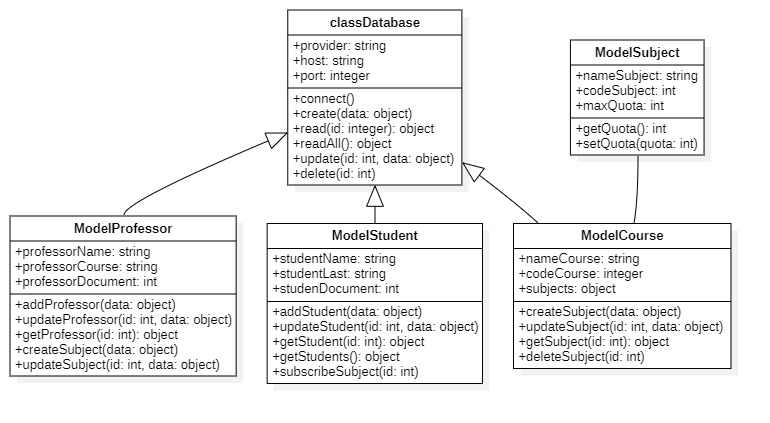 classDatabase
+provider: string
+host: string
+port: integer
+connect()
+create(data: object)
+read(id: integer): object
+readAll(): object
+update(id: int, data: object)
+delete(id: int)
ModelSubject
+nameSubject: string
+codeSubject: int
+maxQuota: int
+getQuota(): int
+setQuota(quota: int)
ModelProfessor
+professorName: string
+professorCourse: string
+professorDocument: int
+addProfessor(data: object)
+updateProfessor(id: int, data: object)
+getProfessor(id: int): object
+createSubject(data: object)
+updateSubject(id: int, data: object)
ModelStudent
+studentName: string
+studentLast: string
+studenDocument: int
+addStudent(data: object)
+updateStudent(id: int, data: object)
+getStudent(id: int): object
+getStudents(): object
+subscribeSubject(id: int)
ModelCourse
+nameCourse: string
+codeCourse: integer
+subjects: object
+createSubject(data: object)
+updateSubject(id: int, data: object)
+getSubject(id: int): object
+deleteSubject(id: int)